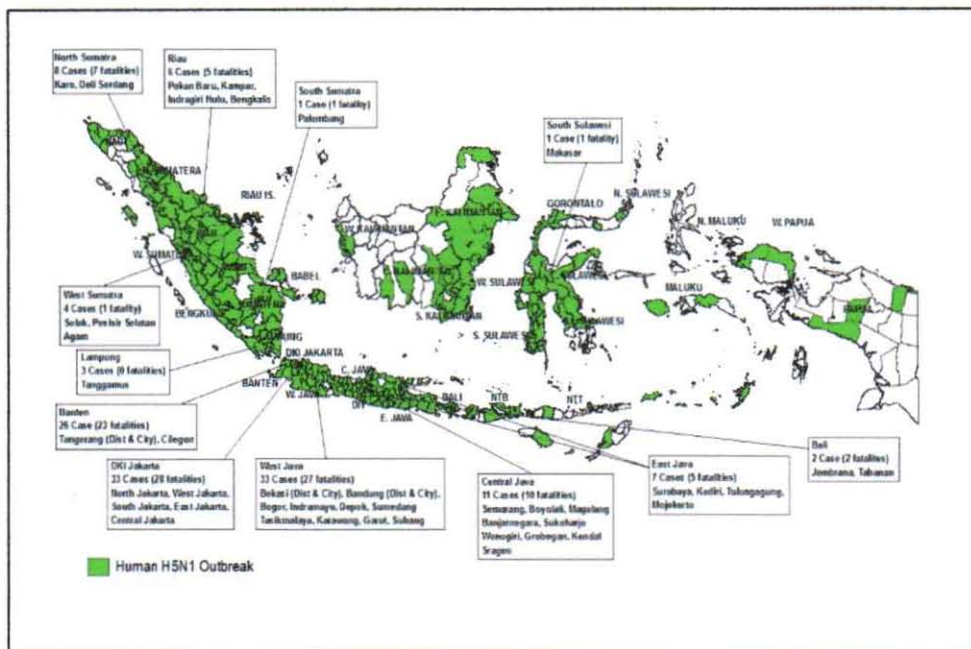 North Sumatra
8 Cases (7 fatalities)
Karo, Deli Serdang
Riau
6 Cases (5 fatalities)
Pekan Baru, Kampar,
Indragiri Hulu, Bengkalis
South Sumatra
1 Case (1 fatality)
Palembang
South Sulawesi
1 Case (1 fatality)
Makasar
RIAU IS.
N. SULAWESI
GORONTALO
N. MALUKU
W. PAPUA
W. KALIMANTAN
W. SUMATERA
BABEL
W. SULAWESI
MALUKU
PAPUA
S. KALIMANTAN
S. SULAWESI
West Sumatra
4 Cases (1 fatality)
Solok, Pesisir Selatan
Agam
Lampung
3 Cases (0 fatalities)
Tanggamus
DKI JAKARTA
BANTEN
W. JAVA
C. JAVA
E. JAVA
BALI
NTB
NTT
Banten
26 Case (23 fatalities)
Tangerang (Dist & City), Cilegon
Bali
2 Case (2 fatalites)
Jembrana, Tabanan
DKI Jakarta
33 Cases (28 fatalities)
North Jakarta, West Jakarta,
South Jakarta, East Jakarta,
Central Jakarta
West Java
33 Cases (27 fatalities)
Bekasi (Dist & City), Bandung (Dist & City),
Bogor, Indramayu, Depok, Sumedang
Tasikmalaya, Karawang, Garut, Subang
Central Java
11 Cases (10 fatalities)
Semarang, Boyolali, Magelang
Banjarnegara, Sukoharjo
Wonogiri, Grobogan, Kendal
Sragen
East Java
7 Cases (5 fatalities)
Surabaya, Kediri, Tulungagung,
Mojokerto
Human H5N1 Outbreak